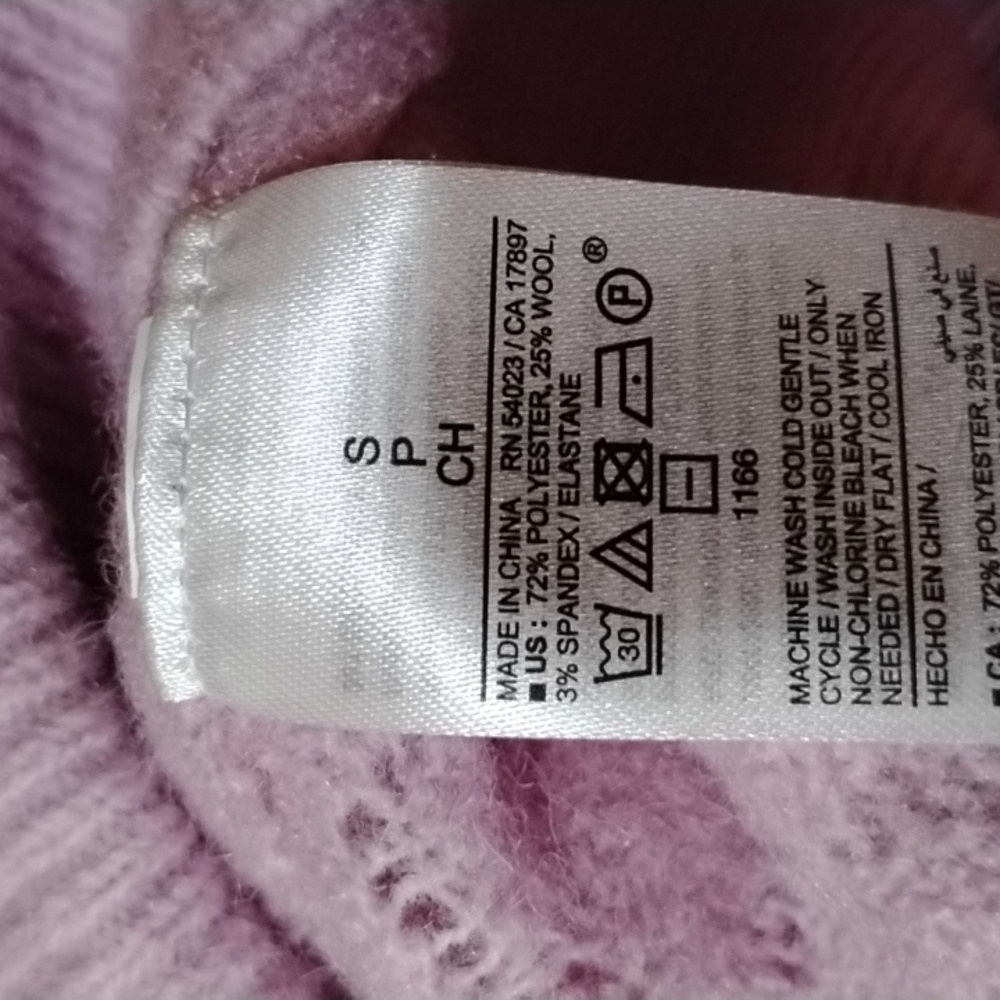 S
P
CH
MADE IN CHINA RN 54023 / CA 17897
■ US : 72% POLYESTER, 25% WOOL,
3% SPANDEX / ELASTANE
30 P ®
1166
MACHINE WASH COLD GENTLE
CYCLE / WASH INSIDE OUT / ONLY
NON-CHLORINE BLEACH WHEN
NEEDED / DRY FLAT / COOL IRON
HECHO EN CHINA / صنع في صيني
■ CA : 72% POLYESTER, 25% LAINE,